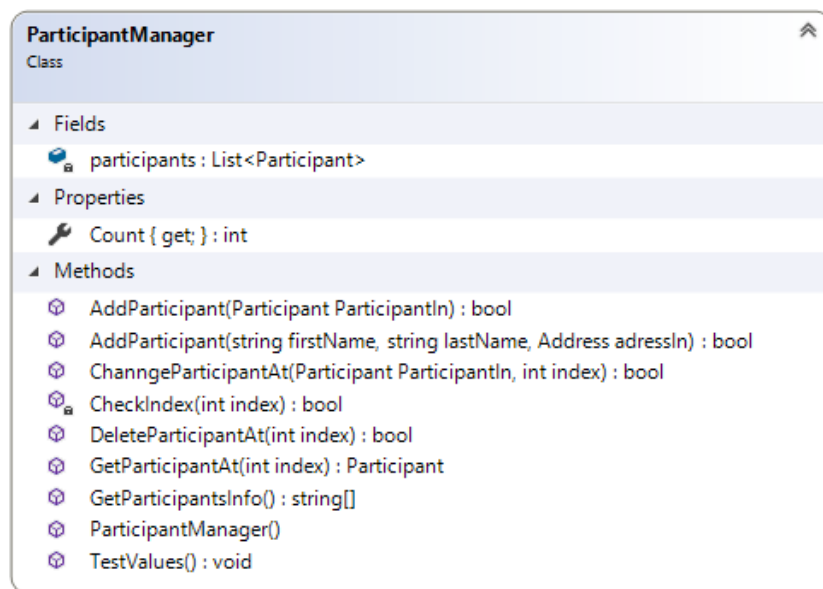 ParticipantManager
Class
Fields
participants : List<Participant>
Properties
Count { get; } : int
Methods
AddParticipant(Participant ParticipantIn) : bool
AddParticipant(string firstName, string lastName, Address adressIn) : bool
ChanngeParticipantAt(Participant ParticipantIn, int index) : bool
CheckIndex(int index) : bool
DeleteParticipantAt(int index) : bool
GetParticipantAt(int index) : Participant
GetParticipantsInfo() : string[]
ParticipantManager()
TestValues() : void